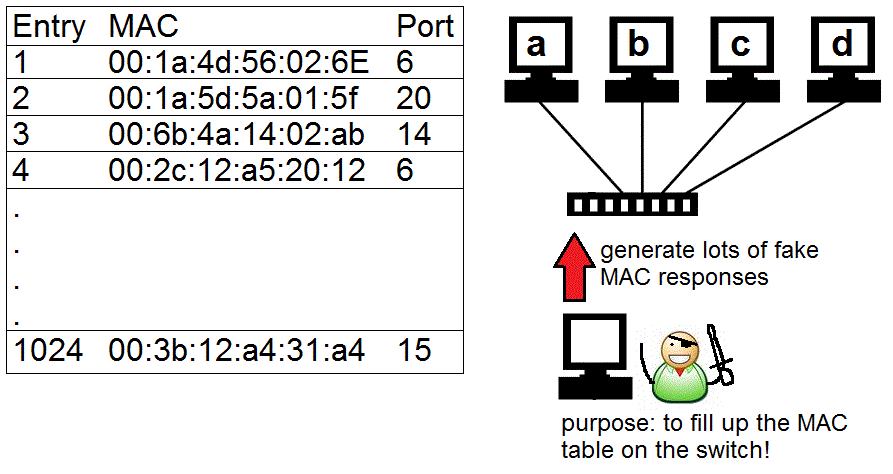 Entry MAC Port
1 00:1a:4d:56:02:6E 6
2 00:1a:5d:5a:01:5f 20
3 00:6b:4a:14:02:ab 14
4 00:2c:12:a5:20:12 6
.
.
.
.
1024 00:3b:12:a4:31:a4 15
a b c d
generate lots of fake
MAC responses
purpose: to fill up the MAC
table on the switch!